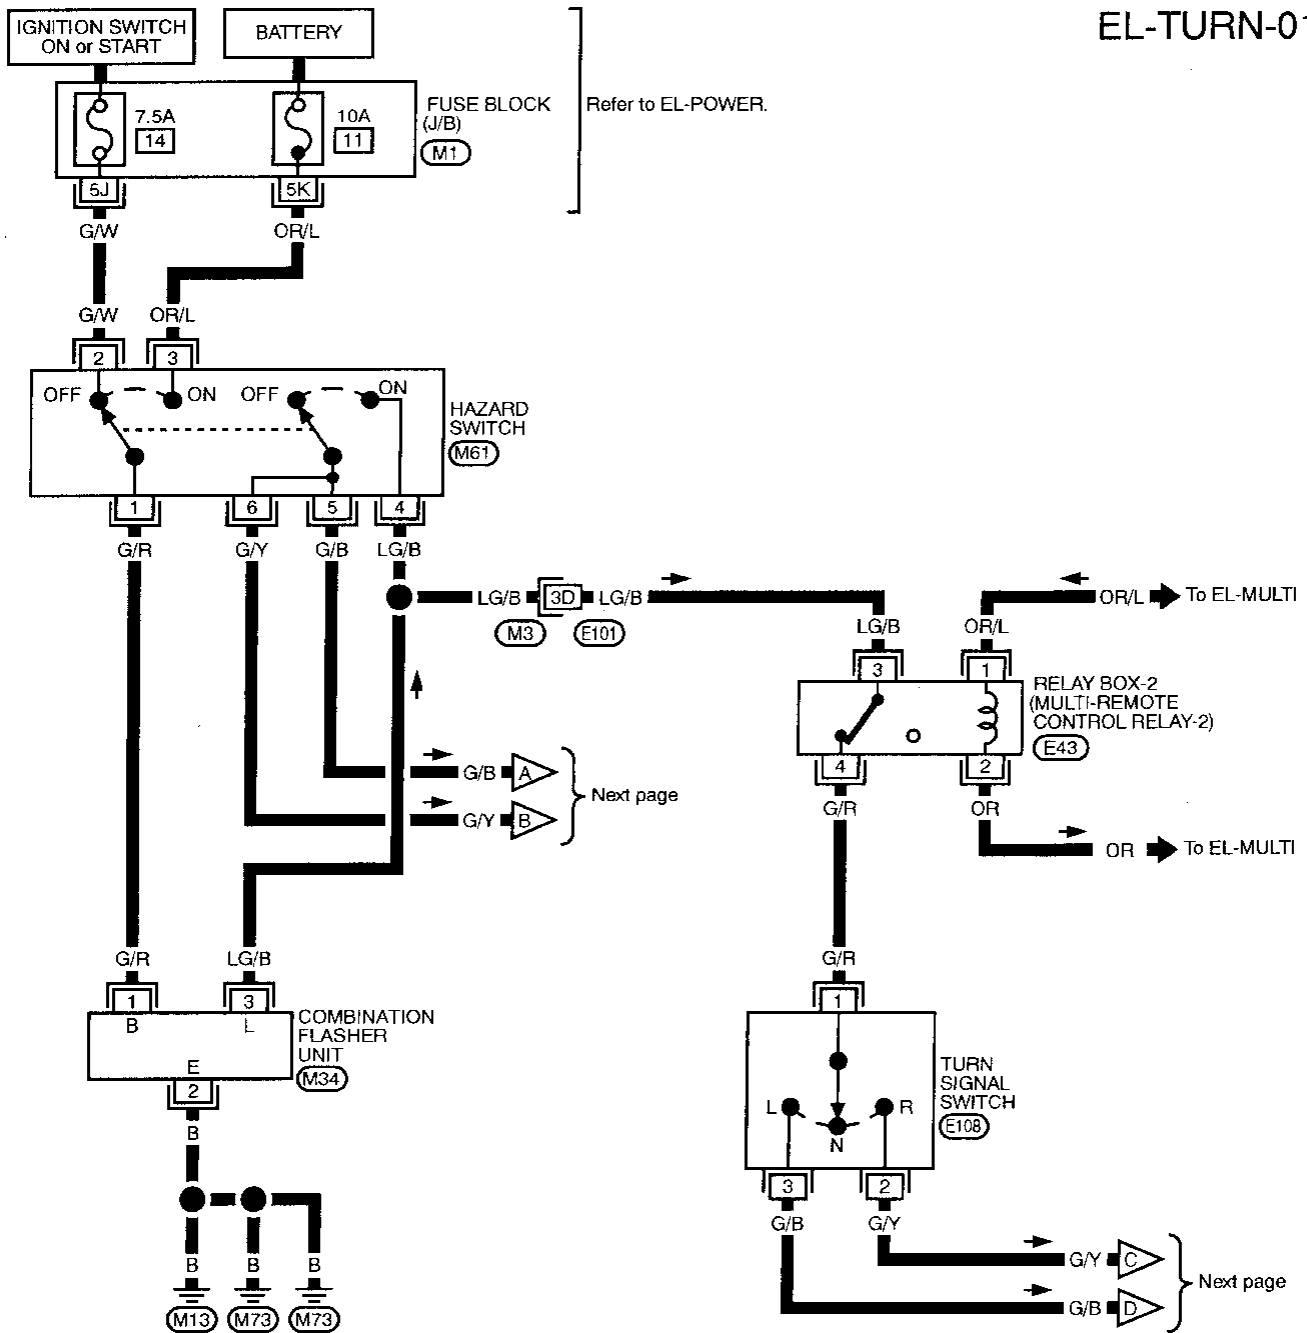 EL-TURN-01
IGNITION SWITCH
ON or START
BATTERY
7.5A
14
10A
11
FUSE BLOCK
(J/B)
M1
Refer to EL-POWER.
5J
5K
G/W
OR/L
G/W
OR/L
2
3
OFF
ON
OFF
ON
HAZARD
SWITCH
M61
1
6
5
4
G/R
G/Y
G/B
LG/B
LG/B
3D
LG/B
M3
E101
OR/L
To EL-MULTI
LG/B
OR/L
3
1
RELAY BOX-2
(MULTI-REMOTE
CONTROL RELAY-2)
E43
4
2
G/B
A
G/Y
B
Next page
G/R
OR
OR
To EL-MULTI
G/R
LG/B
G/R
1
3
1
B
L
E
2
COMBINATION
FLASHER
UNIT
M34
L
N
R
TURN
SIGNAL
SWITCH
E108
B
3
2
G/B
G/Y
B
B
B
M13
M73
M73
G/Y
C
G/B
D
Next page